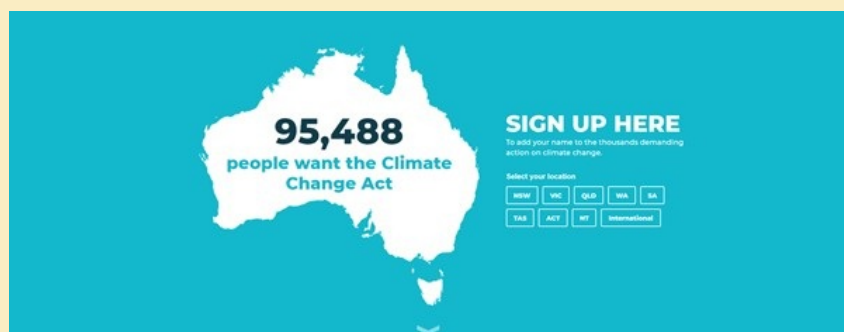 95,488
people want the Climate
Change Act
SIGN UP HERE
To add your name to the thousands demanding
action on climate change.
Select your location
NSW VIC QLD WA SA
TAS ACT NT International